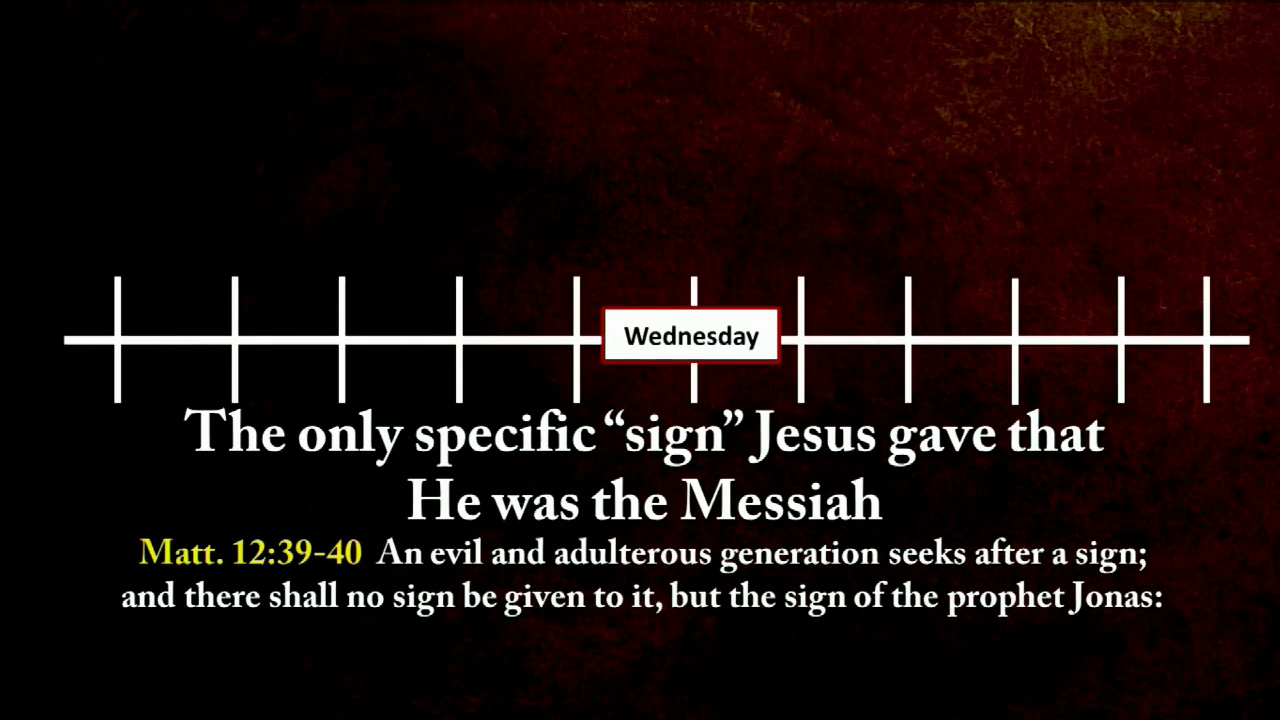 Wednesday
The only specific “sign” Jesus gave that
He was the Messiah
Matt. 12:39-40 An evil and adulterous generation seeks after a sign;
and there shall no sign be given to it, but the sign of the prophet Jonas: